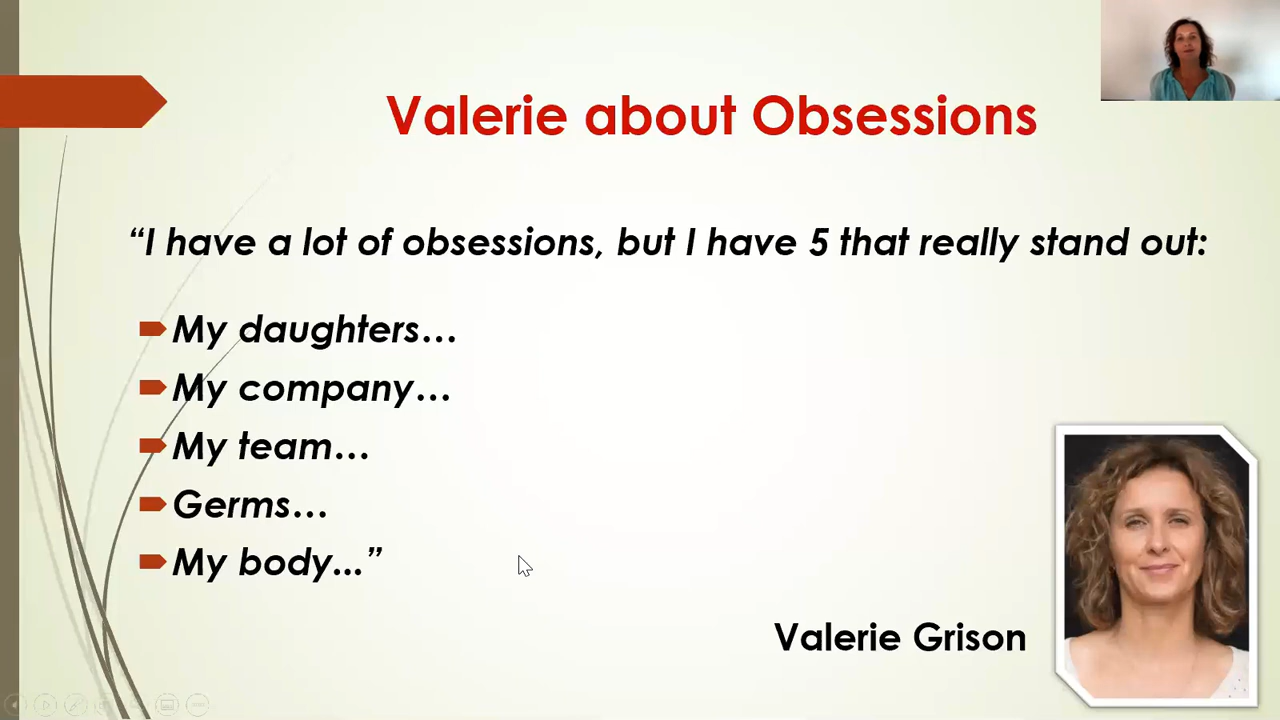 Valerie about Obsessions
“I have a lot of obsessions, but I have 5 that really stand out:
My daughters…
My company…
My team…
Germs…
My body...”
Valerie Grison